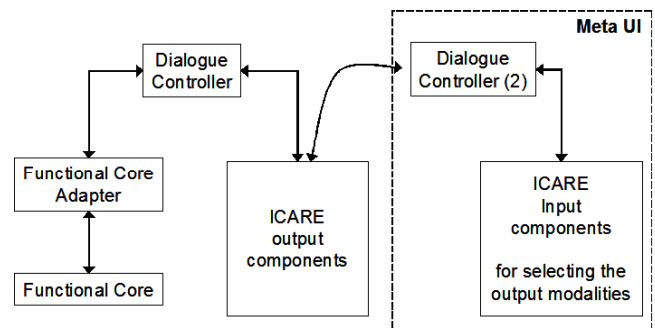 Meta UI
Dialogue
Controller
Dialogue
Controller (2)
Functional Core
Adapter
ICARE
output
components
ICARE
Input
components
for selecting the
output modalities
Functional Core